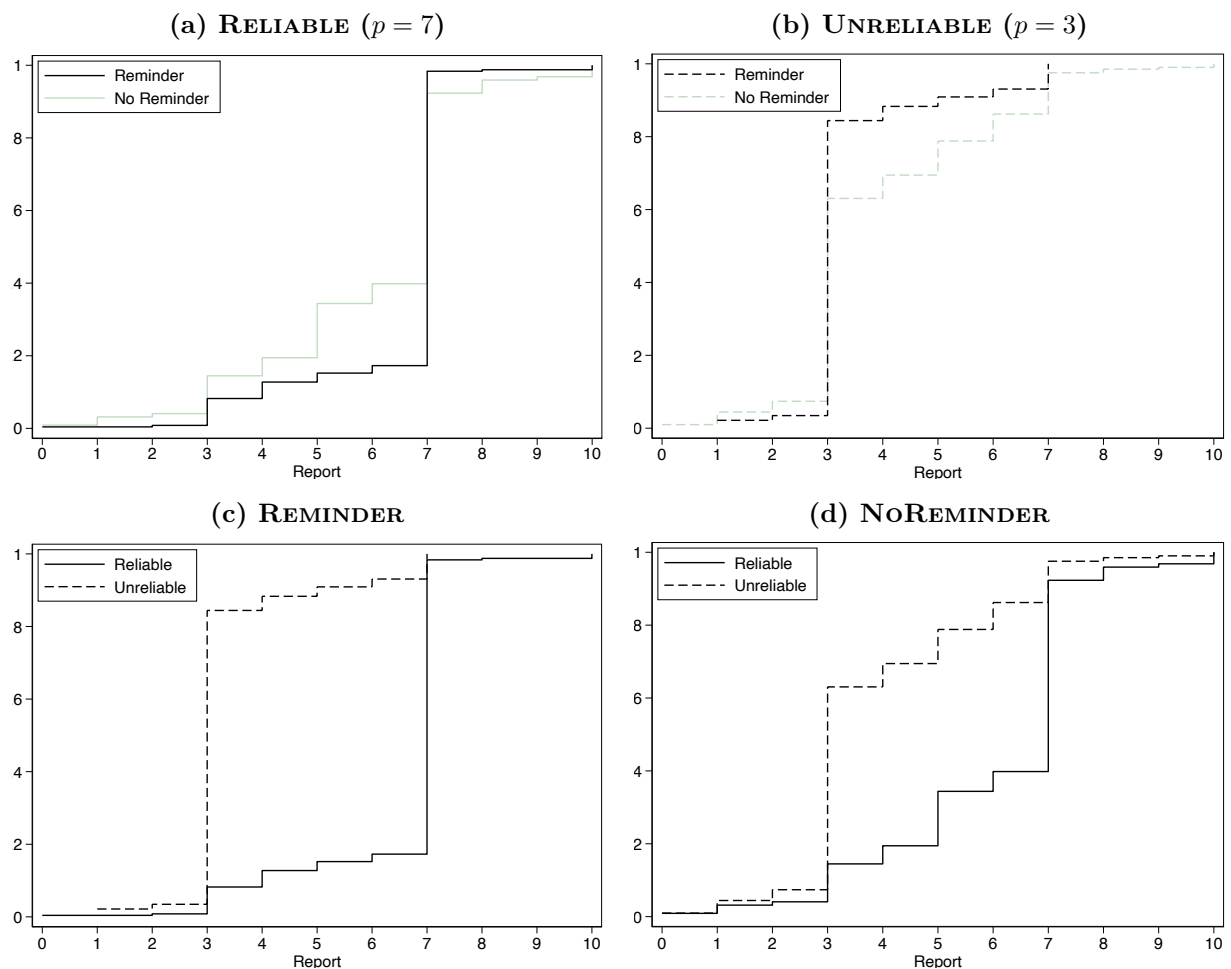 (a) RELIABLE (p = 7)
Reminder
No Reminder
1
8
6
4
2
0
0 1 2 3 4 5 6 7 8 9 10
Report
(b) UNRELIABLE (p = 3)
Reminder
No Reminder
1
8
6
4
2
0
0 1 2 3 4 5 6 7 8 9 10
Report
(c) REMINDER
Reliable
Unreliable
1
8
6
4
2
0
0 1 2 3 4 5 6 7 8 9 10
Report
(d) NOREMINDER
Reliable
Unreliable
1
8
6
4
2
0
0 1 2 3 4 5 6 7 8 9 10
Report